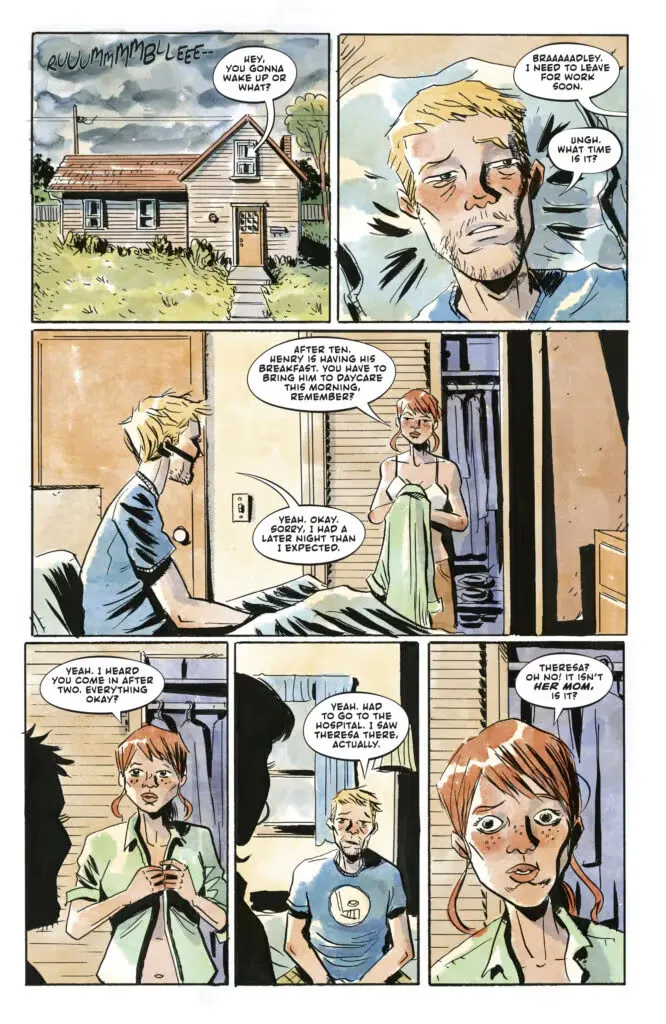 RUUUMMMMBLLEEE--
HEY,
YOU GONNA
WAKE UP OR
WHAT?
BRAAAAADLEY.
I NEED TO LEAVE
FOR WORK
SOON.
UNGH.
WHAT TIME
IS IT?
AFTER TEN.
HENRY IS HAVING HIS
BREAKFAST. YOU HAVE TO
BRING HIM TO DAYCARE
THIS MORNING,
REMEMBER?
YEAH. OKAY.
SORRY, I HAD A
LATER NIGHT THAN
I EXPECTED.
YEAH. I HEARD
YOU COME IN AFTER
TWO. EVERYTHING
OKAY?
YEAH. HAD
TO GO TO THE
HOSPITAL. I SAW
THERESA THERE,
ACTUALLY.
THERESA?
OH NO! IT ISN'T
HER MOM,
IS IT?